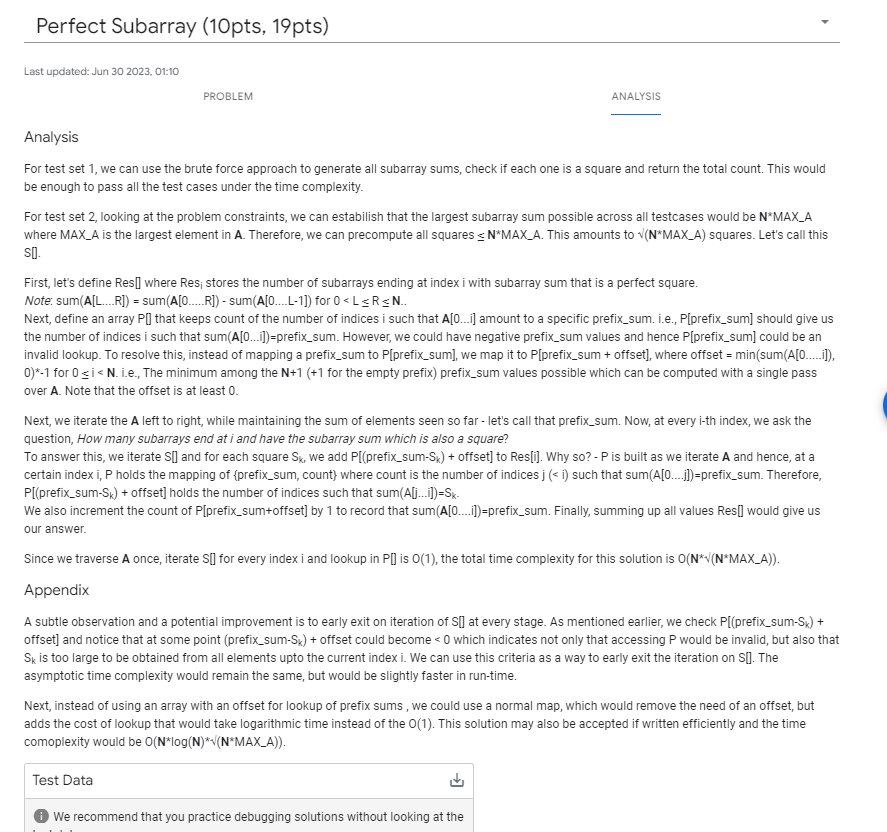 Perfect Subarray (10pts, 19pts)
Last updated: Jun 30 2023, 01:10
PROBLEM
ANALYSIS
Analysis
For test set 1, we can use the brute force approach to generate all subarray sums, check if each one is a square and return the total count. This would
be enough to pass all the test cases under the time complexity.
For test set 2, looking at the problem constraints, we can estabilish that the largest subarray sum possible across all testcases would be N*MAX_A
where MAX_A is the largest element in A. Therefore, we can precompute all squares ≤ N*MAX_A. This amounts to √(N*MAX_A) squares. Let's call this
S[].
First, let's define Res[] where Resᵢ stores the number of subarrays ending at index i with subarray sum that is a perfect square.
Note: sum(A[L....R]) = sum(A[0.....R]) - sum(A[0....L-1]) for 0 < L ≤ R ≤ N..
Next, define an array P[] that keeps count of the number of indices i such that A[0...i] amount to a specific prefix_sum. i.e., P[prefix_sum] should give us
the number of indices i such that sum(A[0...i])=prefix_sum. However, we could have negative prefix_sum values and hence P[prefix_sum] could be an
invalid lookup. To resolve this, instead of mapping a prefix_sum to P[prefix_sum], we map it to P[prefix_sum + offset], where offset = min(sum(A[0.....i]),
0)*-1 for 0 ≤ i < N. i.e., The minimum among the N+1 (+1 for the empty prefix) prefix_sum values possible which can be computed with a single pass
over A. Note that the offset is at least 0.
Next, we iterate the A left to right, while maintaining the sum of elements seen so far - let's call that prefix_sum. Now, at every i-th index, we ask the
question, How many subarrays end at i and have the subarray sum which is also a square?
To answer this, we iterate S[] and for each square Sₖ, we add P[(prefix_sum-Sₖ) + offset] to Res[i]. Why so? - P is built as we iterate A and hence, at a
certain index i, P holds the mapping of {prefix_sum, count} where count is the number of indices j (< i) such that sum(A[0....j])=prefix_sum. Therefore,
P[(prefix_sum-Sₖ) + offset] holds the number of indices such that sum(A[j...i])=Sₖ.
We also increment the count of P[prefix_sum+offset] by 1 to record that sum(A[0....i])=prefix_sum. Finally, summing up all values Res[] would give us
our answer.
Since we traverse A once, iterate S[] for every index i and lookup in P[] is O(1), the total time complexity for this solution is O(N*√(N*MAX_A)).
Appendix
A subtle observation and a potential improvement is to early exit on iteration of S[] at every stage. As mentioned earlier, we check P[(prefix_sum-Sₖ) +
offset] and notice that at some point (prefix_sum-Sₖ) + offset could become < 0 which indicates not only that accessing P would be invalid, but also that
Sₖ is too large to be obtained from all elements upto the current index i. We can use this criteria as a way to early exit the iteration on S[]. The
asymptotic time complexity would remain the same, but would be slightly faster in run-time.
Next, instead of using an array with an offset for lookup of prefix sums , we could use a normal map, which would remove the need of an offset, but
adds the cost of lookup that would take logarithmic time instead of the O(1). This solution may also be accepted if written efficiently and the time
comoplexity would be O(N*log(N)*√(N*MAX_A)).
Test Data
We recommend that you practice debugging solutions without looking at the